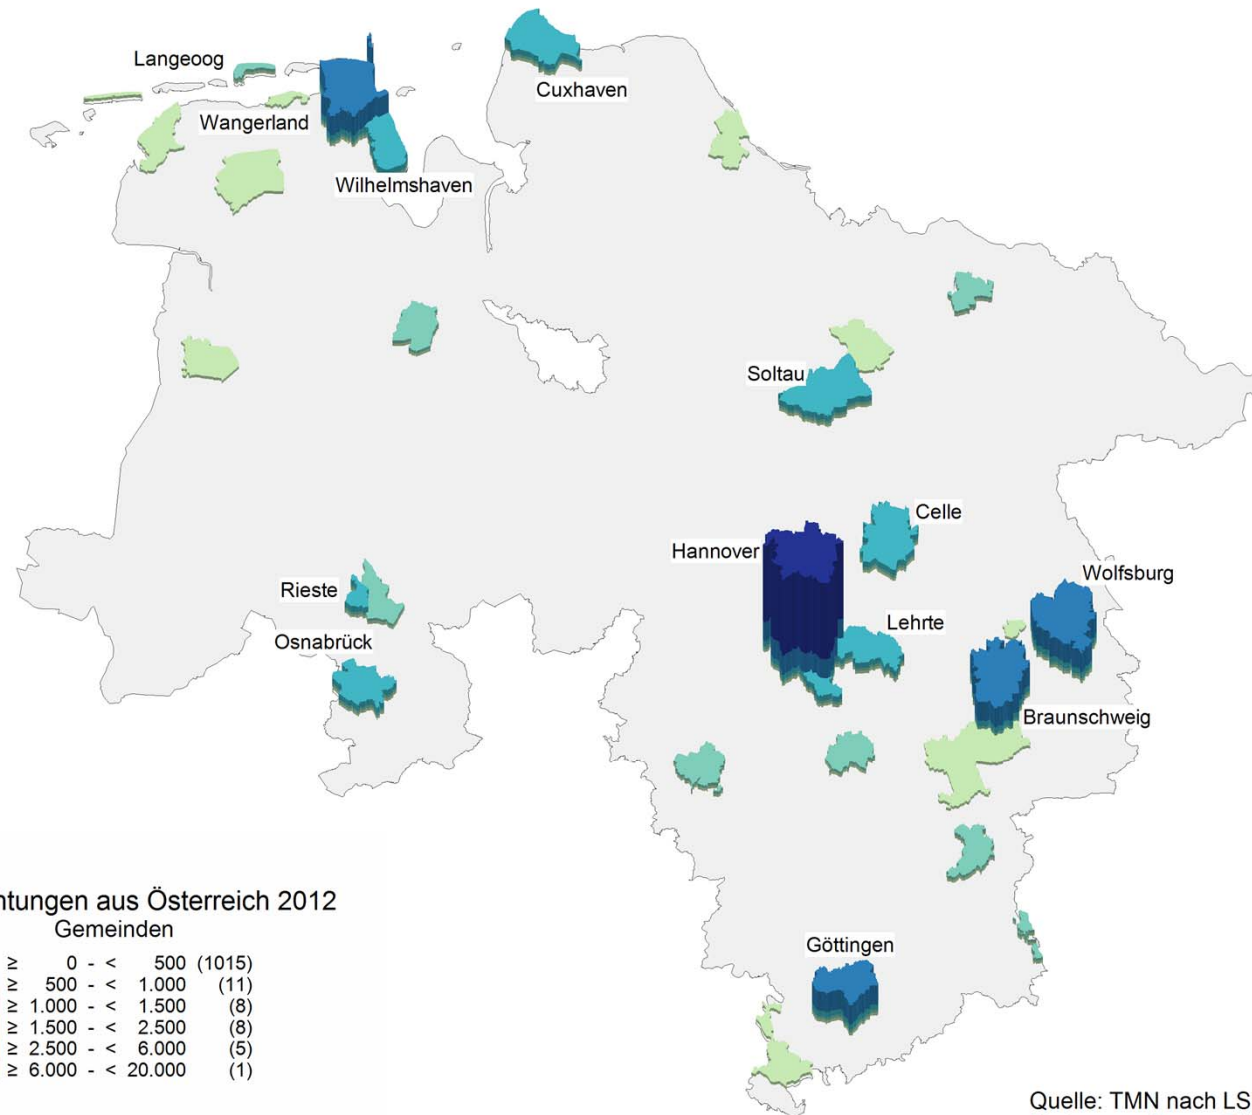 Langeoog
Cuxhaven
Wangerland
Wilhelmshaven
Soltau
Celle
Hannover
Wolfsburg
Rieste
Lehrte
Osnabrück
Braunschweig
Göttingen
aus Österreich 2012
Gemeinden
≥ 0 - < 500 (1015)
≥ 500 - < 1.000 (11)
≥ 1.000 - < 1.500 (8)
≥ 1.500 - < 2.500 (8)
≥ 2.500 - < 6.000 (5)
≥ 6.000 - < 20.000 (1)
Quelle: TMN nach LS